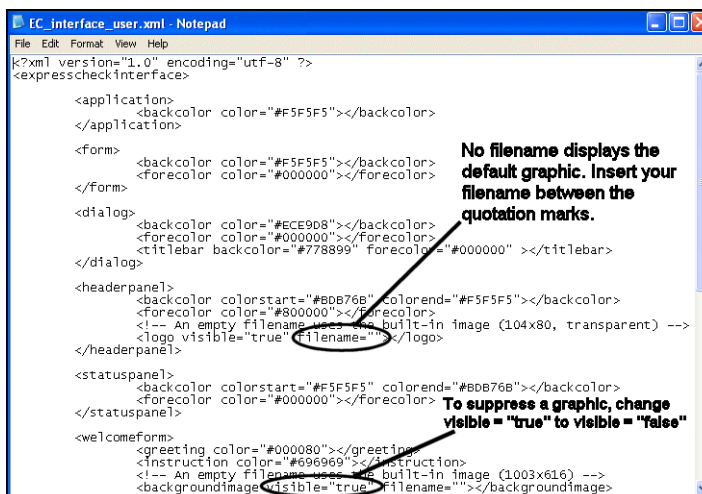 EC_interface_user.xml - Notepad
File Edit Format View Help
<?xml version="1.0" encoding="utf-8" ?>
<expresscheckinterface>
<application>
<backcolor color="#F5F5F5"></backcolor>
</application>
<form>
<backcolor color="#F5F5F5"></backcolor>
<forecolor color="#000000"></forecolor>
</form>
No filename displays the
default graphic. Insert your
filename between the
quotation marks.
<dialog>
<backcolor color="#ECE9D8"></backcolor>
<forecolor color="#000000"></forecolor>
<titlebar backcolor="#778899" forecolor="#000000" ></titlebar>
</dialog>
<headerpanel>
<backcolor colorstart="#BDB76B" colorend="#F5F5F5"></backcolor>
<forecolor color="#800000"></forecolor>
<!-- An empty filename uses the built-in image (104x80, transparent) -->
<logo visible="true" filename=""></logo>
</headerpanel>
<statuspanel>
<backcolor colorstart="#F5F5F5" colorend="#BDB76B"></backcolor>
<forecolor color="#000000"></forecolor>
</statuspanel>
To suppress a graphic, change
visible = "true" to visible = "false"
<welcomeform>
<greeting color="#000080"></greeting>
<instruction color="#696969"></instruction>
<!-- An empty filename uses the built-in image (1003x616) -->
<backgroundimage visible="true" filename=""></backgroundimage>